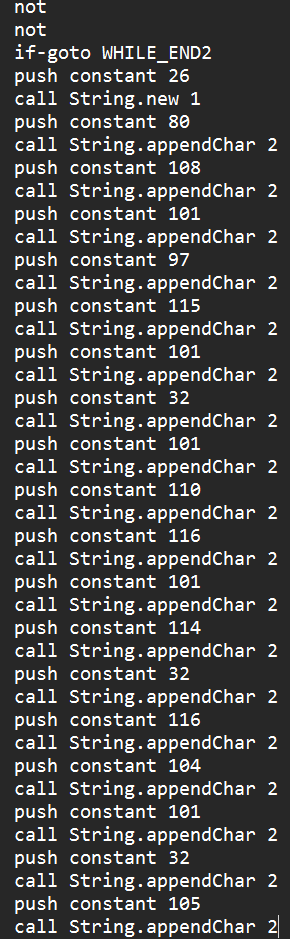 not
not
if-goto WHILE_END2
push constant 26
call String.new 1
push constant 80
call String.appendChar 2
push constant 108
call String.appendChar 2
push constant 101
call String.appendChar 2
push constant 97
call String.appendChar 2
push constant 115
call String.appendChar 2
push constant 101
call String.appendChar 2
push constant 32
call String.appendChar 2
push constant 101
call String.appendChar 2
push constant 110
call String.appendChar 2
push constant 116
call String.appendChar 2
push constant 101
call String.appendChar 2
push constant 114
call String.appendChar 2
push constant 32
call String.appendChar 2
push constant 116
call String.appendChar 2
push constant 104
call String.appendChar 2
push constant 101
call String.appendChar 2
push constant 32
call String.appendChar 2
push constant 105
call String.appendChar 2